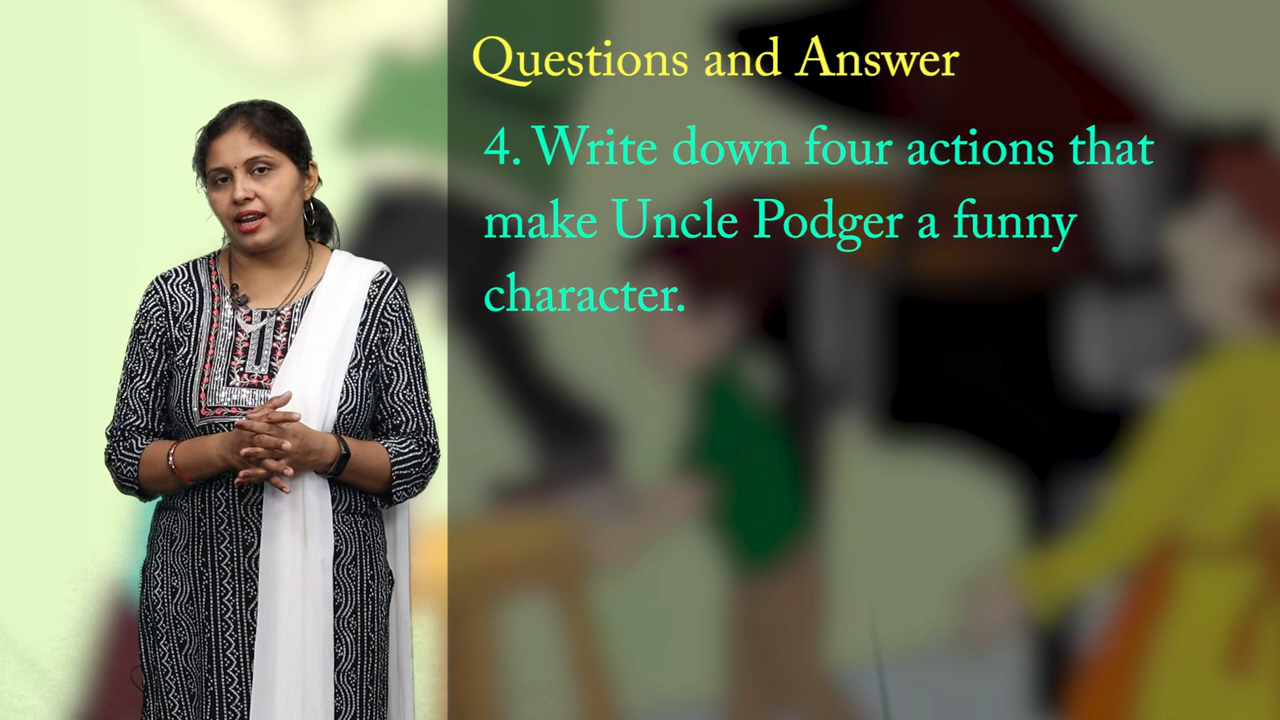 Questions and Answer
4. Write down four actions that
make Uncle Podger a funny
character.